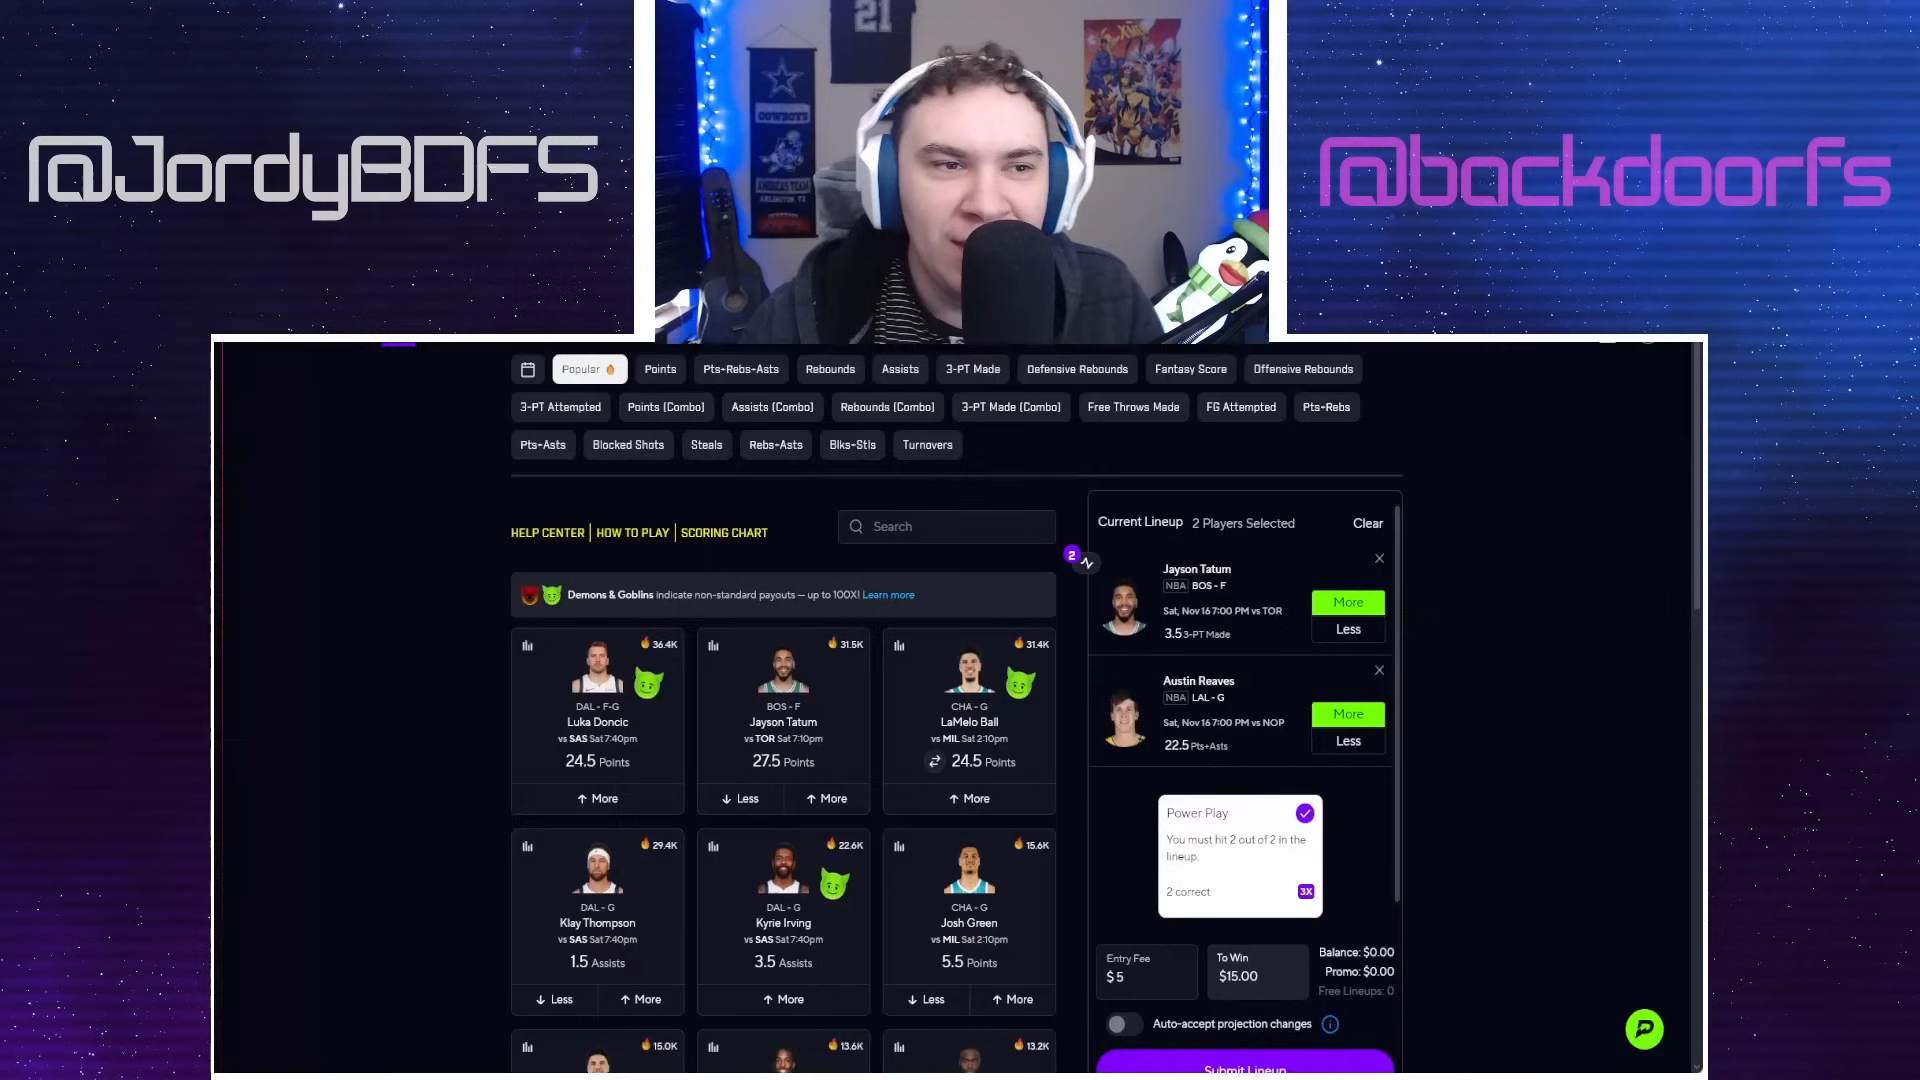 @JordyBDFS
@backdoorfs
21
COWBOYS
AMERICA'S TEAM
ARLINGTON, TX
Popular
Points
Pts+Rebs+Asts
Rebounds
Assists
3-PT Made
Defensive Rebounds
Fantasy Score
Offensive Rebounds
3-PT Attempted
Points (Combo)
Assists (Combo)
Rebounds (Combo)
3-PT Made (Combo)
Free Throws Made
FG Attempted
Pts+Rebs
Pts+Asts
Blocked Shots
Steals
Rebs+Asts
Blks+Stls
Turnovers
HELP CENTER | HOW TO PLAY | SCORING CHART
Search
Demons & Goblins indicate non-standard payouts — up to 100X! Learn more
36.4K
DAL - F-G
Luka Doncic
vs SAS Sat 7:40pm
24.5 Points
More
31.5K
BOS - F
Jayson Tatum
vs TOR Sat 7:10pm
27.5 Points
Less
More
31.4K
CHA - G
LaMelo Ball
vs MIL Sat 2:10pm
24.5 Points
More
29.4K
DAL - G
Klay Thompson
vs SAS Sat 7:40pm
1.5 Assists
Less
More
22.6K
DAL - G
Kyrie Irving
vs SAS Sat 7:40pm
3.5 Assists
More
15.6K
CHA - G
Josh Green
vs MIL Sat 2:10pm
5.5 Points
Less
More
15.0K
13.6K
13.2K
Current Lineup 2 Players Selected
Clear
2
Jayson Tatum
NBA BOS - F
Sat, Nov 16 7:00 PM vs TOR
3.5 3-PT Made
More
Less
Austin Reaves
NBA LAL - G
Sat, Nov 16 7:00 PM vs NOP
22.5 Pts+Asts
More
Less
Power Play
You must hit 2 out of 2 in the
lineup.
2 correct
3X
Entry Fee
$5
To Win
$15.00
Balance: $0.00
Promo: $0.00
Free Lineups: 0
Auto-accept projection changes
Submit Lineup